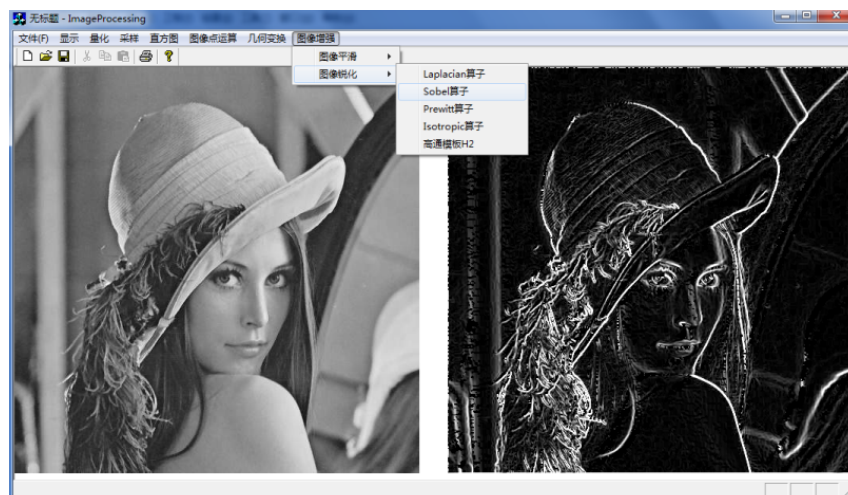 无标题 - ImageProcessing
文件(F) 显示 量化 采样 直方图 图像点运算 几何变换 图像增强
图像平滑
图像锐化
Laplacian算子
Sobel算子
Prewitt算子
Isotropic算子
高通模板H2